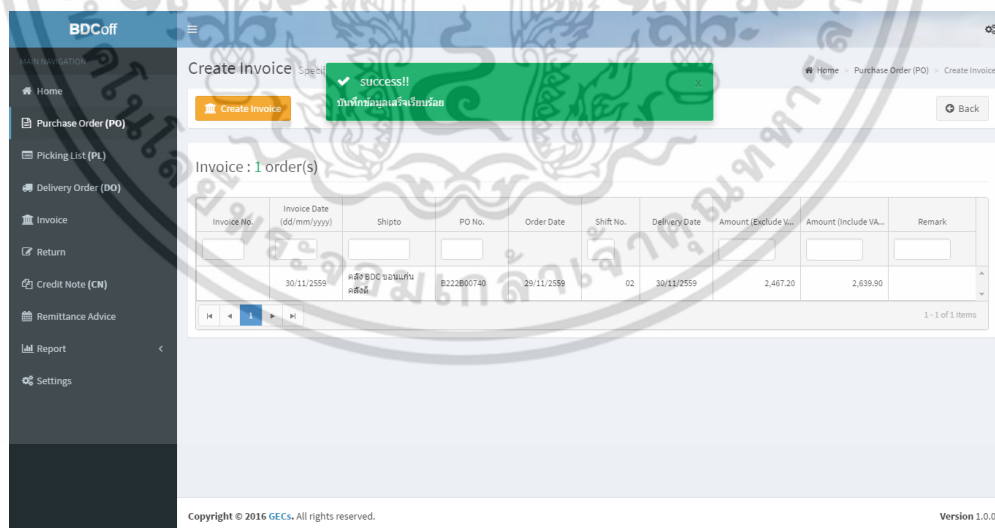 BDCoff
MAIN NAVIGATION
Home
Purchase Order (PO)
Picking List (PL)
Delivery Order (DO)
Invoice
Return
Credit Note (CN)
Remittance Advice
Report
Settings
Create Invoice
Home > Purchase Order (PO) > Create Invoice
success!! x
บันทึกข้อมูลเสร็จเรียบร้อย
Create Invoice
Back
Invoice : 1 order(s)
Invoice No. Invoice Date (dd/mm/yyyy) Shipto PO No. Order Date Shift No. Delivery Date Amount (Exclude V... Amount (Include VA... Remark
30/11/2559 คลัง BDC ขอนแก่น คลังดี B222B00740 29/11/2559 02 30/11/2559 2,467.20 2,639.90
1
1 - 1 of 1 items
Copyright © 2016 GECs. All rights reserved.
Version 1.0.0